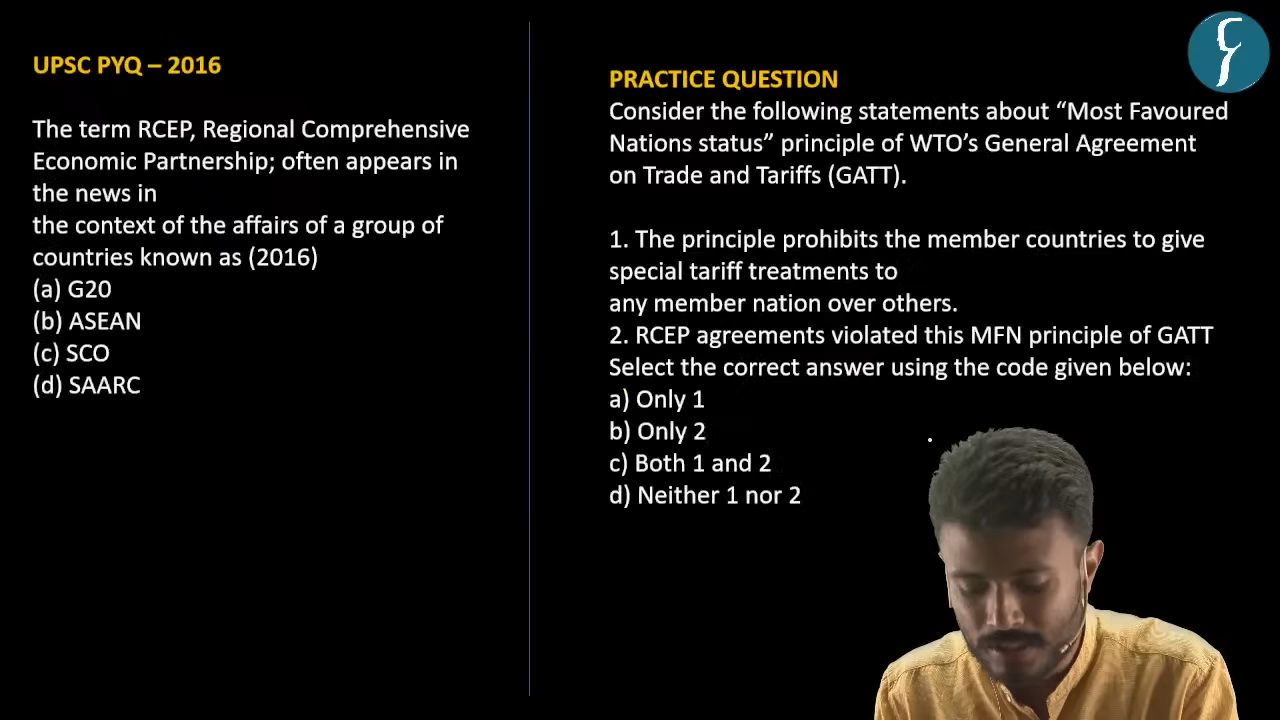 UPSC PYQ – 2016
The term RCEP, Regional Comprehensive
Economic Partnership; often appears in
the news in
the context of the affairs of a group of
countries known as (2016)
(a) G20
(b) ASEAN
(c) SCO
(d) SAARC
PRACTICE QUESTION
Consider the following statements about “Most Favoured
Nations status” principle of WTO’s General Agreement
on Trade and Tariffs (GATT).
1. The principle prohibits the member countries to give
special tariff treatments to
any member nation over others.
2. RCEP agreements violated this MFN principle of GATT
Select the correct answer using the code given below:
a) Only 1
b) Only 2
c) Both 1 and 2
d) Neither 1 nor 2